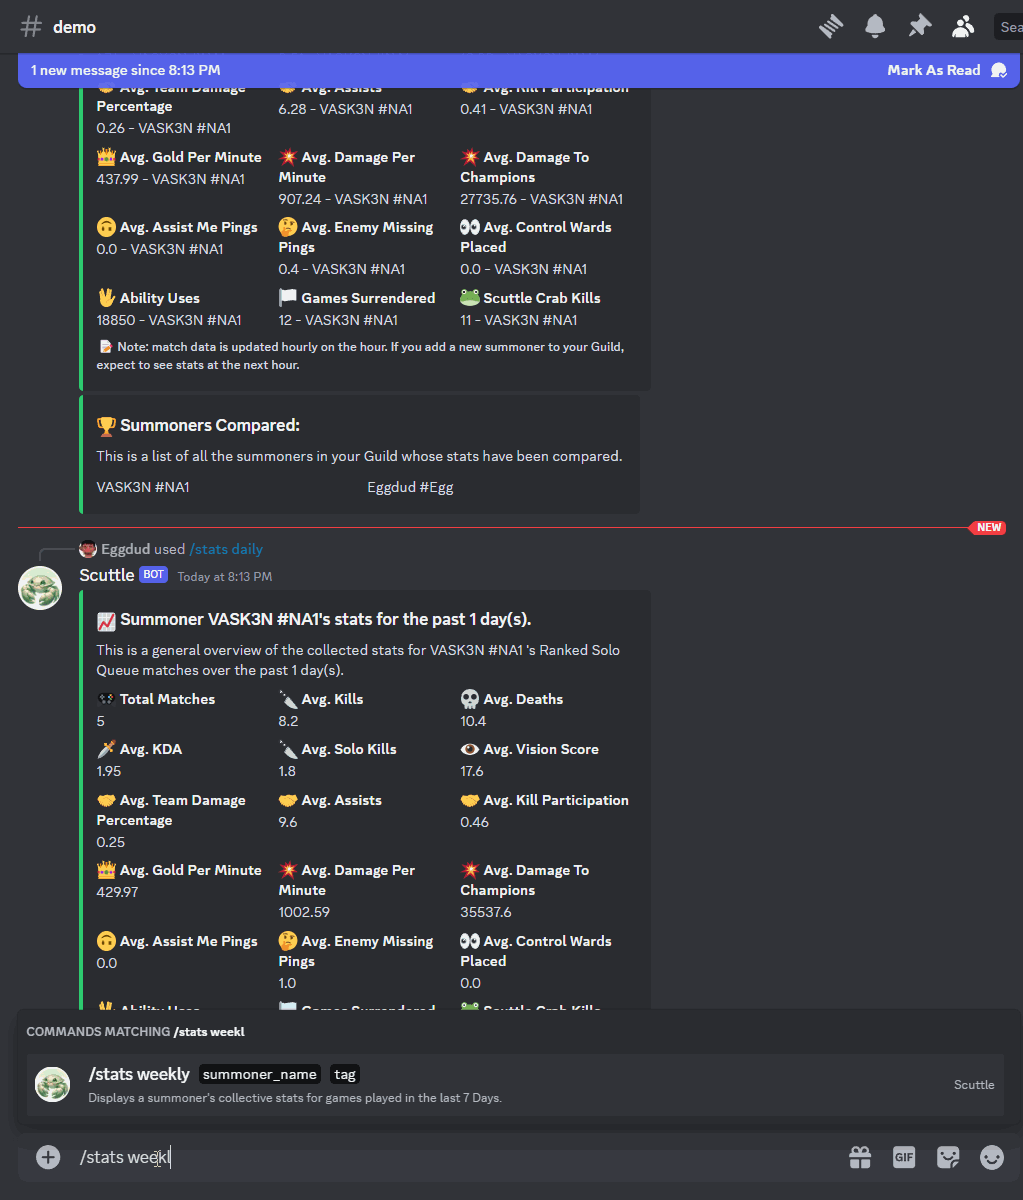 demo
Sea
1 new message since 8:13 PM
Mark As Read
Avg. Team Damage Percentage
0.26 - VASK3N #NA1
Avg. Assists
6.28 - VASK3N #NA1
Avg. Kill Participation
0.41 - VASK3N #NA1
Avg. Gold Per Minute
437.99 - VASK3N #NA1
Avg. Damage Per
Minute
907.24 - VASK3N #NA1
Avg. Damage To
Champions
27735.76 - VASK3N #NA1
Avg. Assist Me Pings
0.0 - VASK3N #NA1
Avg. Enemy Missing
Pings
0.4 - VASK3N #NA1
Avg. Control Wards
Placed
0.0 - VASK3N #NA1
Ability Uses
18850 - VASK3N #NA1
Games Surrendered
12 - VASK3N #NA1
Scuttle Crab Kills
11 - VASK3N #NA1
Note: match data is updated hourly on the hour. If you add a new summoner to your Guild,
expect to see stats at the next hour.
Summoners Compared:
This is a list of all the summoners in your Guild whose stats have been compared.
VASK3N #NA1
Eggdud #Egg
NEW
Eggdud used /stats daily
Scuttle BOT Today at 8:13 PM
Summoner VASK3N #NA1's stats for the past 1 day(s).
This is a general overview of the collected stats for VASK3N #NA1 's Ranked Solo
Queue matches over the past 1 day(s).
Total Matches
5
Avg. Kills
8.2
Avg. Deaths
10.4
Avg. KDA
1.95
Avg. Solo Kills
1.8
Avg. Vision Score
17.6
Avg. Team Damage
Percentage
0.25
Avg. Assists
9.6
Avg. Kill Participation
0.46
Avg. Gold Per Minute
429.97
Avg. Damage Per
Minute
1002.59
Avg. Damage To
Champions
35537.6
Avg. Assist Me Pings
0.0
Avg. Enemy Missing
Pings
1.0
Avg. Control Wards
Placed
0.0
Ability Uses
Games Surrendered
Scuttle Crab Kills
COMMANDS MATCHING /stats weekl
/stats weekly summoner_name tag
Displays a summoner's collective stats for games played in the last 7 Days.
Scuttle
/stats weekl
GIF